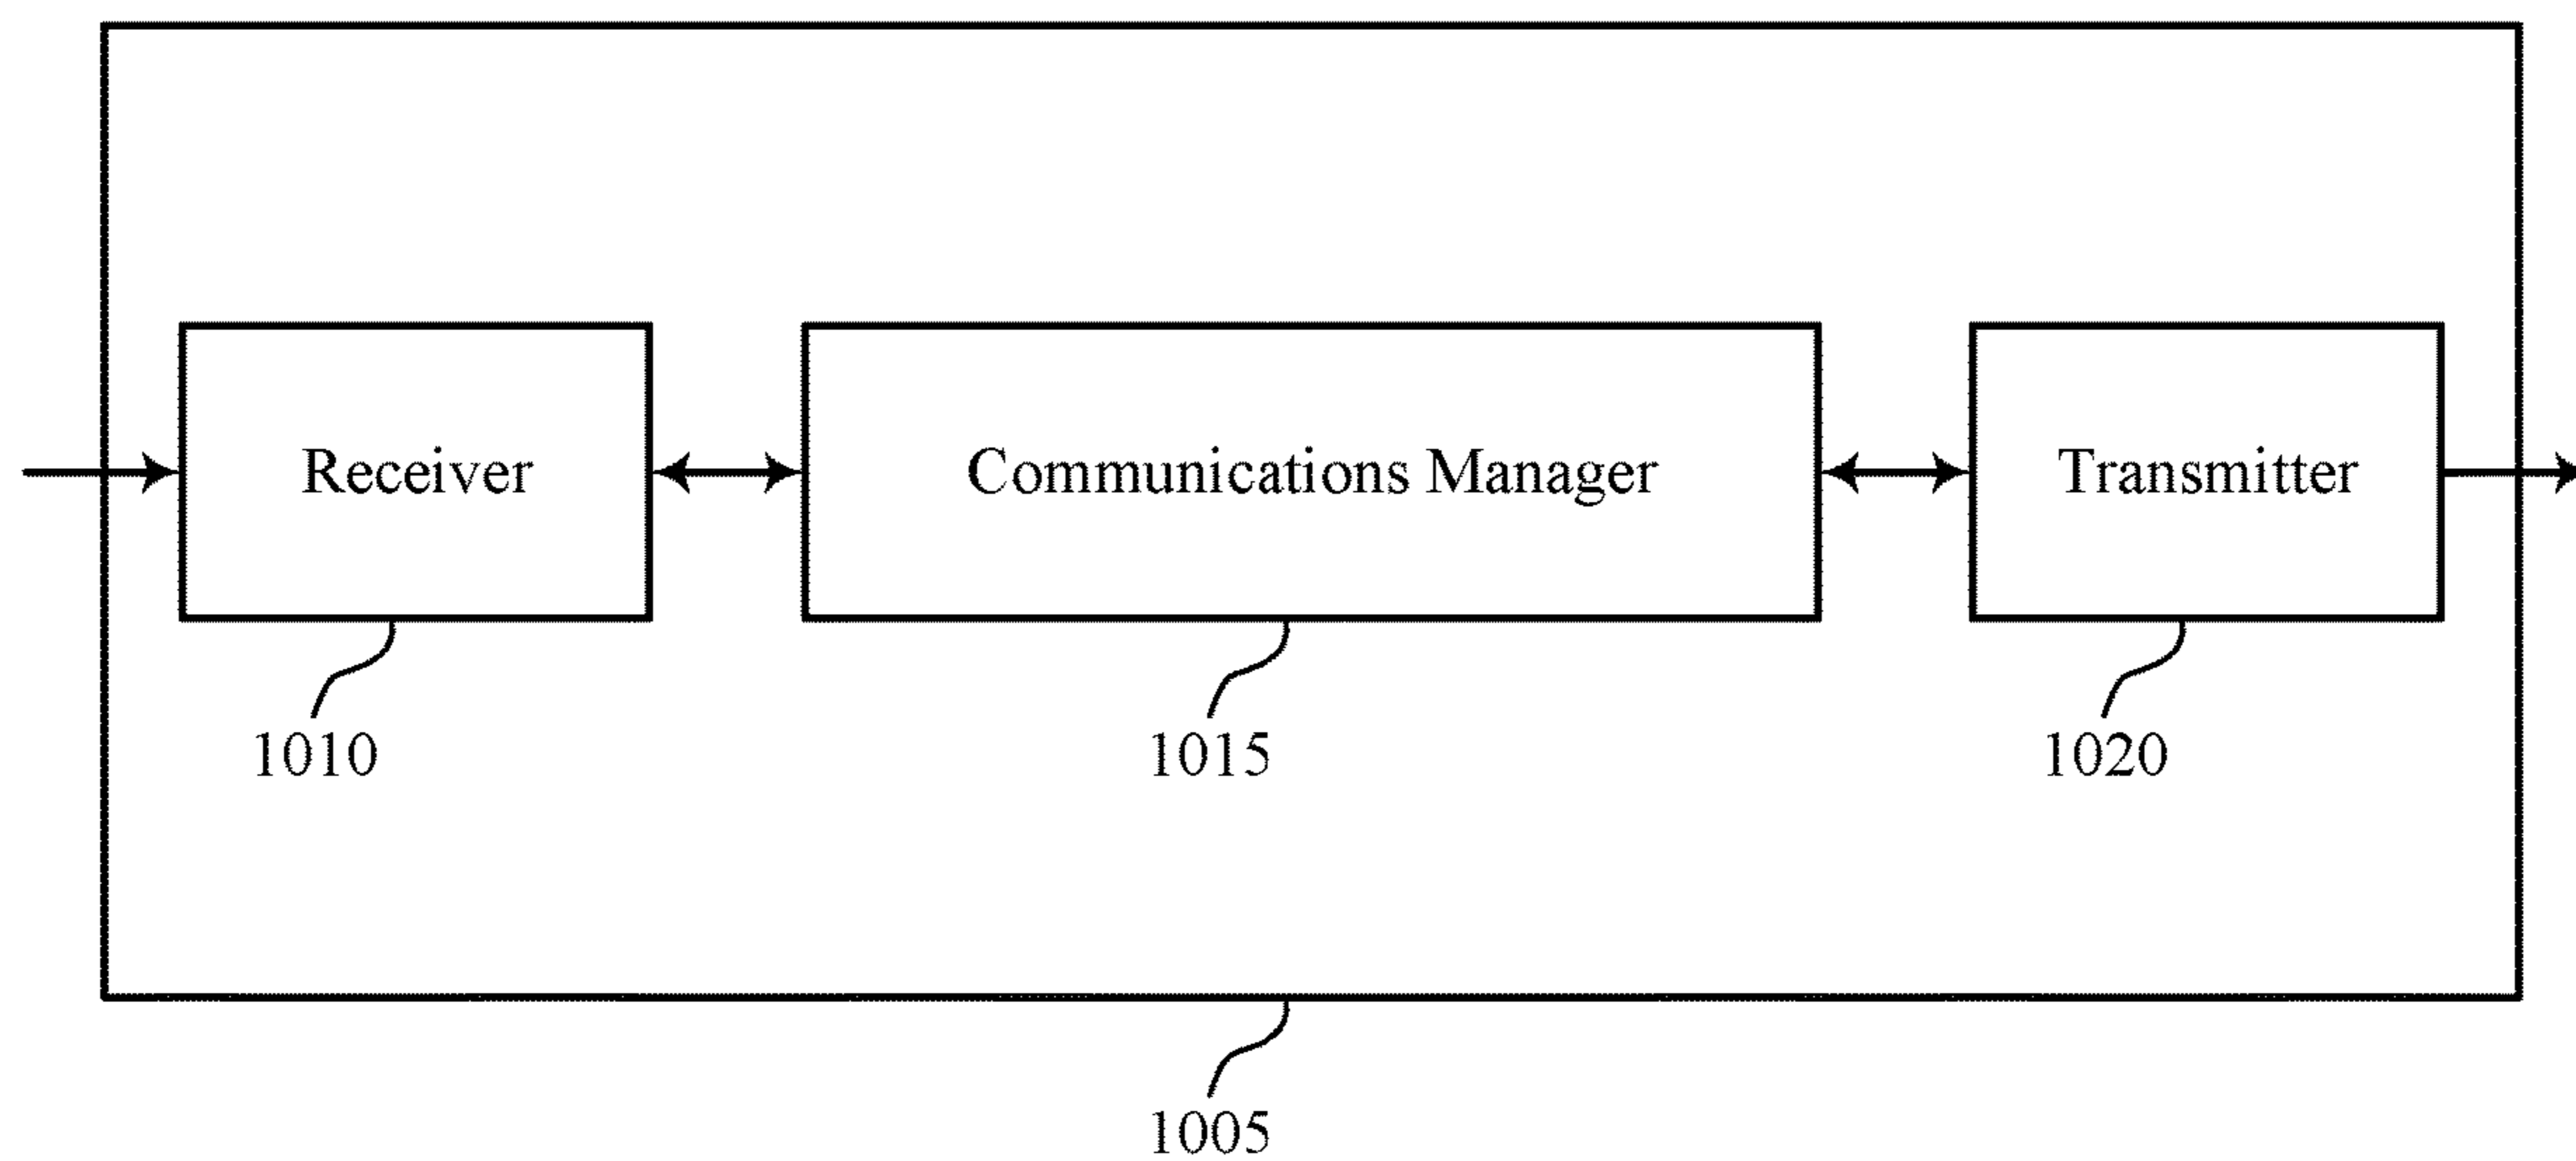 Receiver
Communications Manager
Transmitter
1010
1015
1020
1005